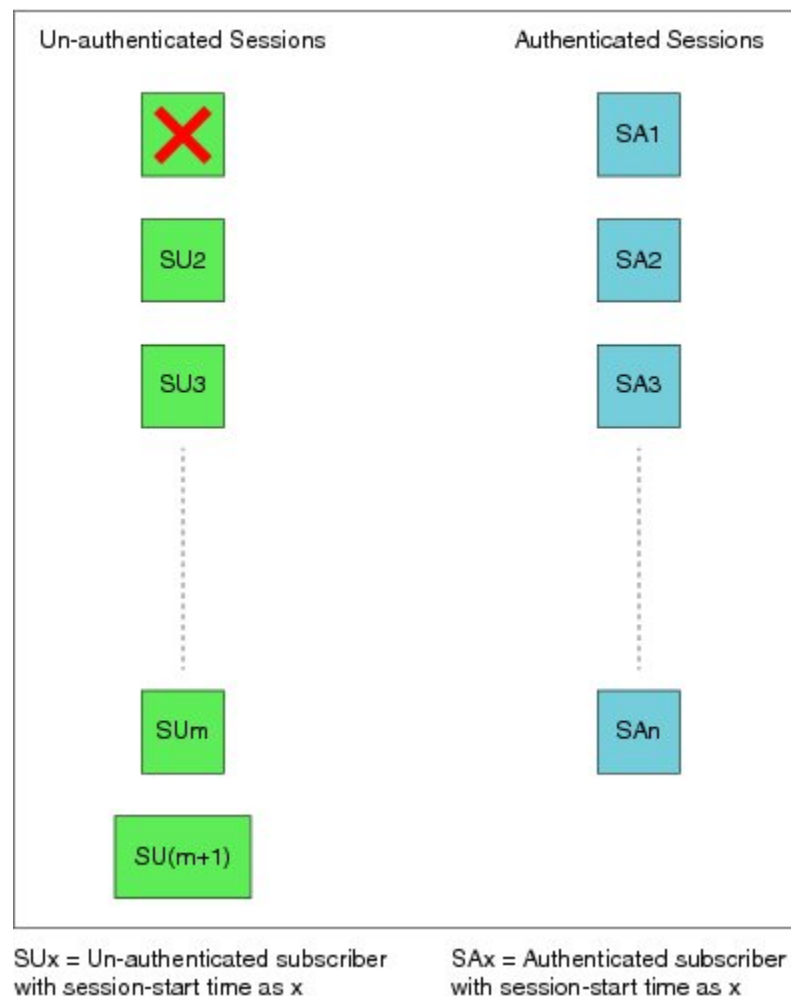 Un-authenticated Sessions
Authenticated Sessions
SA1
SU2
SA2
SU3
SA3
SUm
SAn
SU(m+1)
SUx = Un-authenticated subscriber
with session-start time as x
SAx = Authenticated subscriber
with session-start time as x